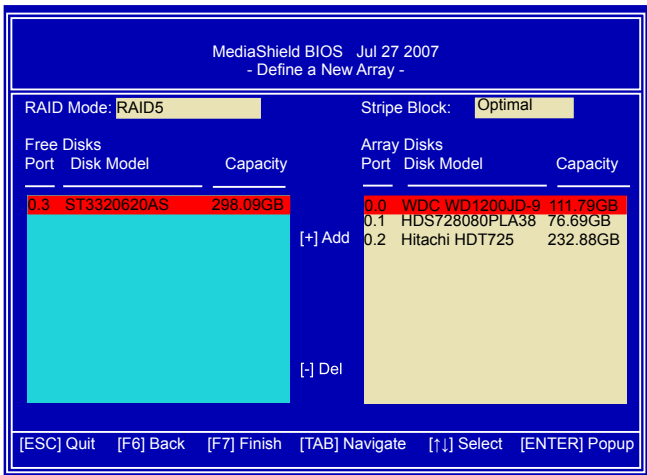 MediaShield BIOS   Jul 27 2007
- Define a New Array -
RAID Mode: RAID5
Stripe Block: Optimal
Free Disks
Port Disk Model Capacity
0.3 ST3320620AS 298.09GB
[+] Add
[-] Del
Array Disks
Port Disk Model Capacity
0.0 WDC WD1200JD-9 111.79GB
0.1 HDS728080PLA38 76.69GB
0.2 Hitachi HDT725 232.88GB
[ESC] Quit [F6] Back [F7] Finish [TAB] Navigate [↑↓] Select [ENTER] Popup